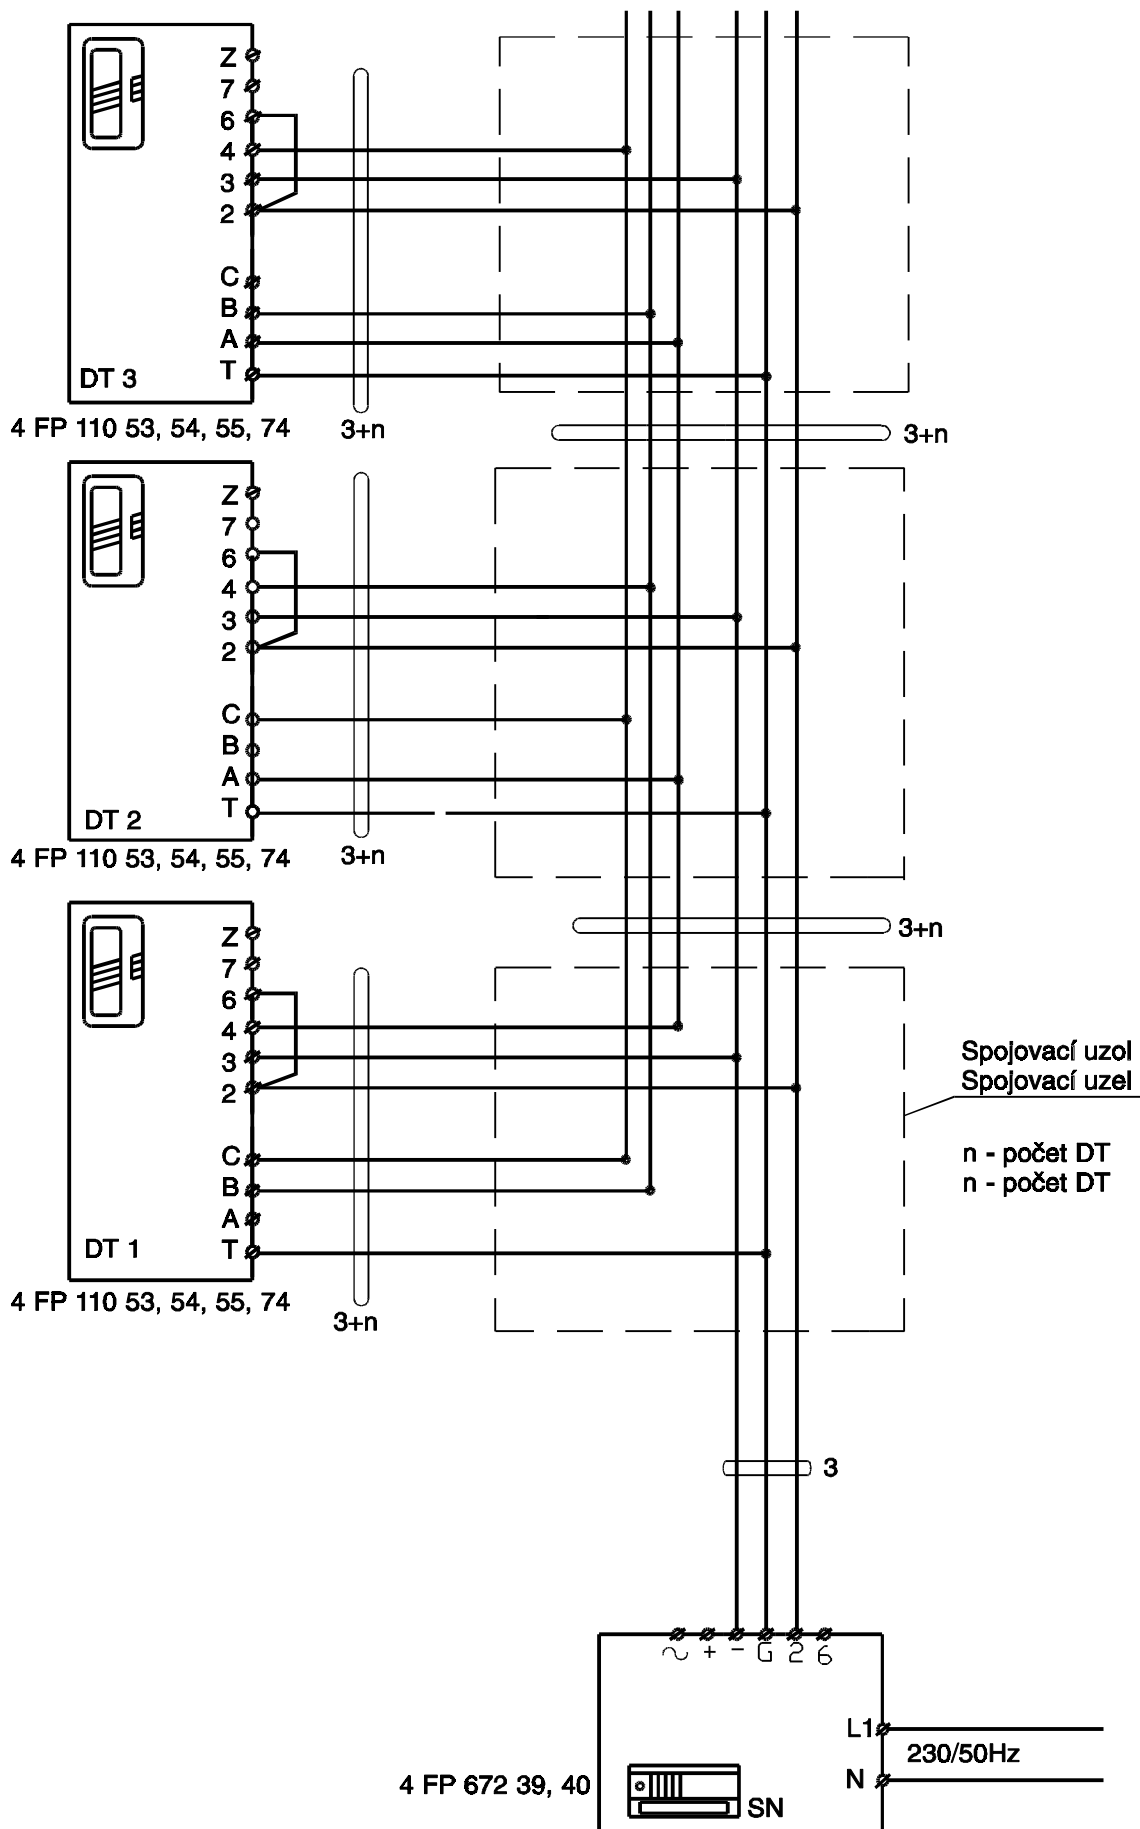 Z
7
6
4
3
2
C
B
A
T
DT 3
4 FP 110 53, 54, 55, 74
3+n
3+n
Z
7
6
4
3
2
C
B
A
T
DT 2
4 FP 110 53, 54, 55, 74
3+n
3+n
Z
7
6
4
3
2
C
B
A
T
DT 1
4 FP 110 53, 54, 55, 74
3+n
Spojovací uzol
Spojovací uzel
n - počet DT
n - počet DT
3
~ + - G 2 6
L1
230/50Hz
N
4 FP 672 39, 40
SN